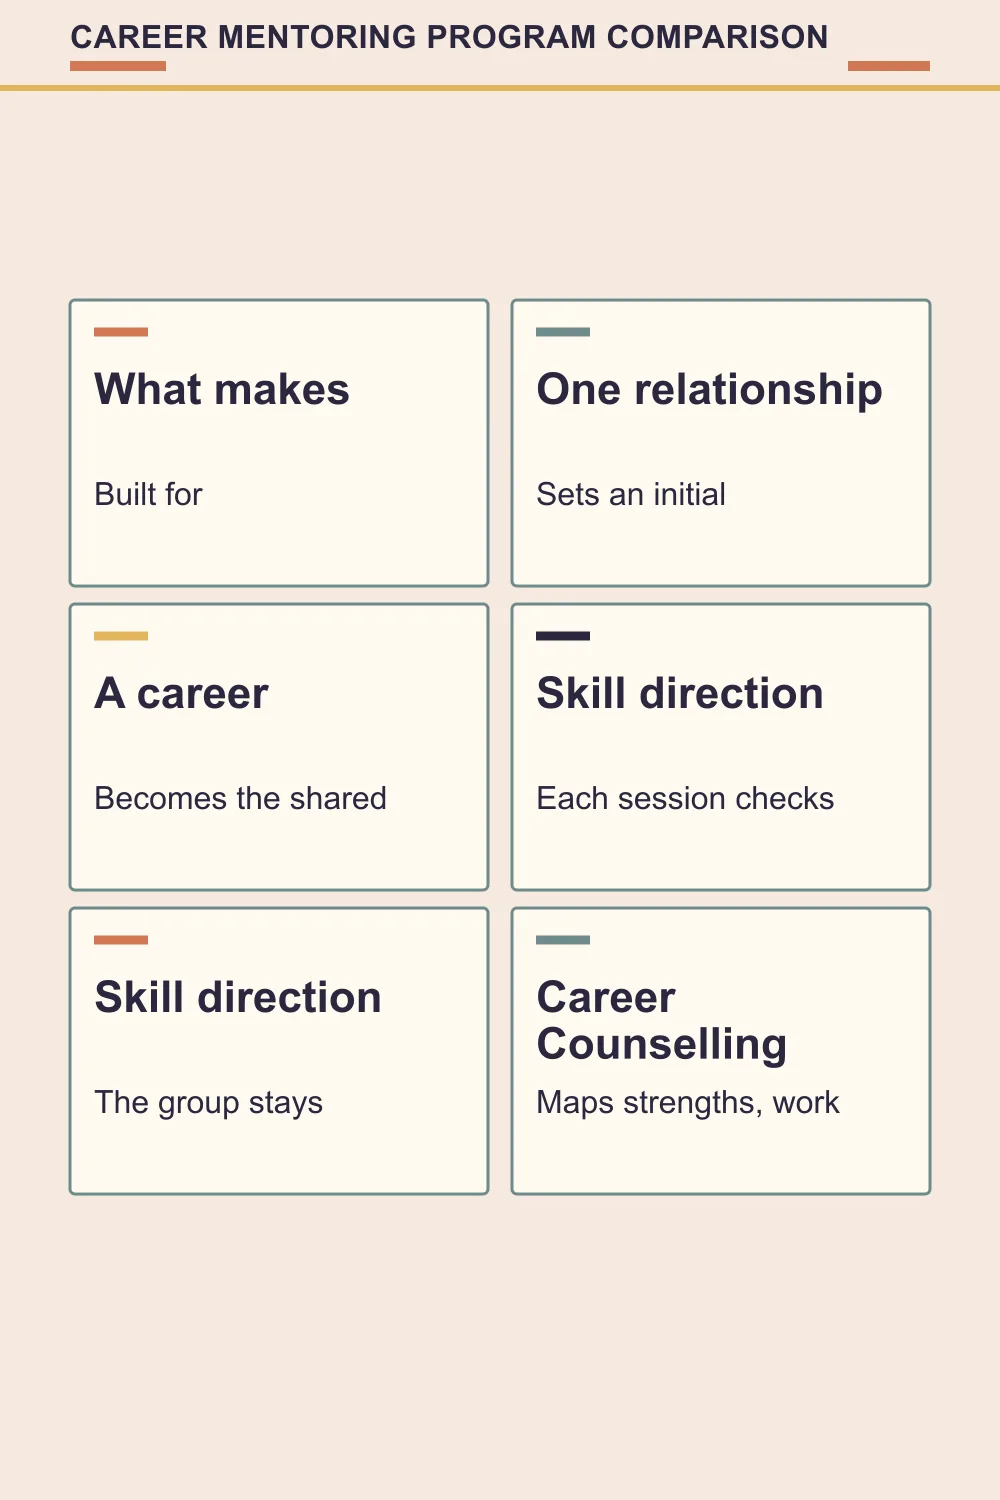 CAREER MENTORING PROGRAM COMPARISON
What makes
Built for
One relationship
Sets an initial
A career
Becomes the shared
Skill direction
Each session checks
Skill direction
The group stays
Career
Counselling
Maps strengths, work